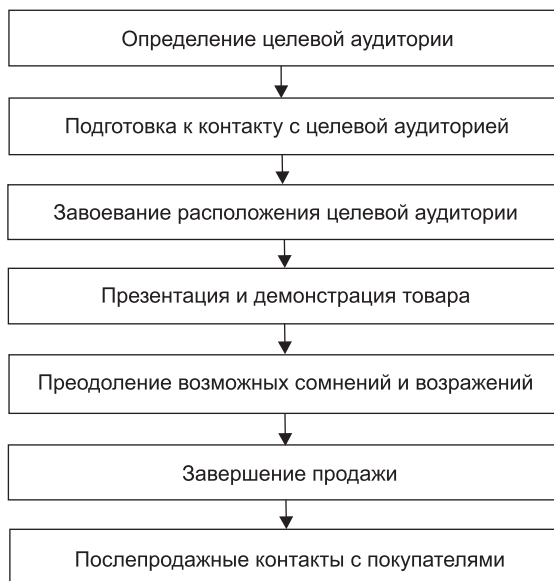 Определение целевой аудитории
Подготовка к контакту с целевой аудиторией
Завоевание расположения целевой аудитории
Презентация и демонстрация товара
Преодоление возможных сомнений и возражений
Завершение продажи
Послепродажные контакты с покупателями